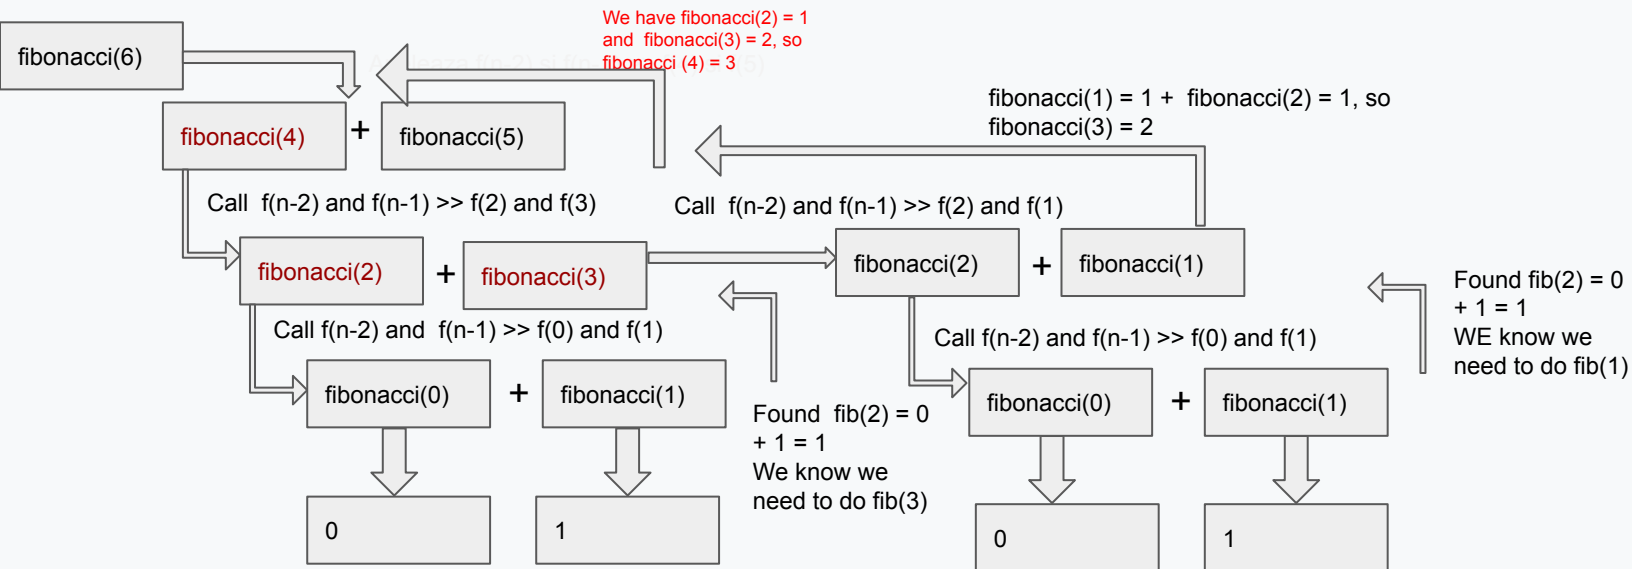 We have fibonacci(2) = 1
and fibonacci(3) = 2, so
fibonacci (4) = 3
fibonacci(6)
fibonacci(1) = 1 + fibonacci(2) = 1, so
fibonacci(3) = 2
fibonacci(4) + fibonacci(5)
Call f(n-2) and f(n-1) >> f(2) and f(3)
Call f(n-2) and f(n-1) >> f(2) and f(1)
fibonacci(2) + fibonacci(3)
fibonacci(2) + fibonacci(1)
Found fib(2) = 0
+ 1 = 1
WE know we
need to do fib(1)
Call f(n-2) and f(n-1) >> f(0) and f(1)
Call f(n-2) and f(n-1) >> f(0) and f(1)
fibonacci(0) + fibonacci(1)
Found fib(2) = 0
+ 1 = 1
We know we
need to do fib(3)
fibonacci(0) + fibonacci(1)
0
1
0
1